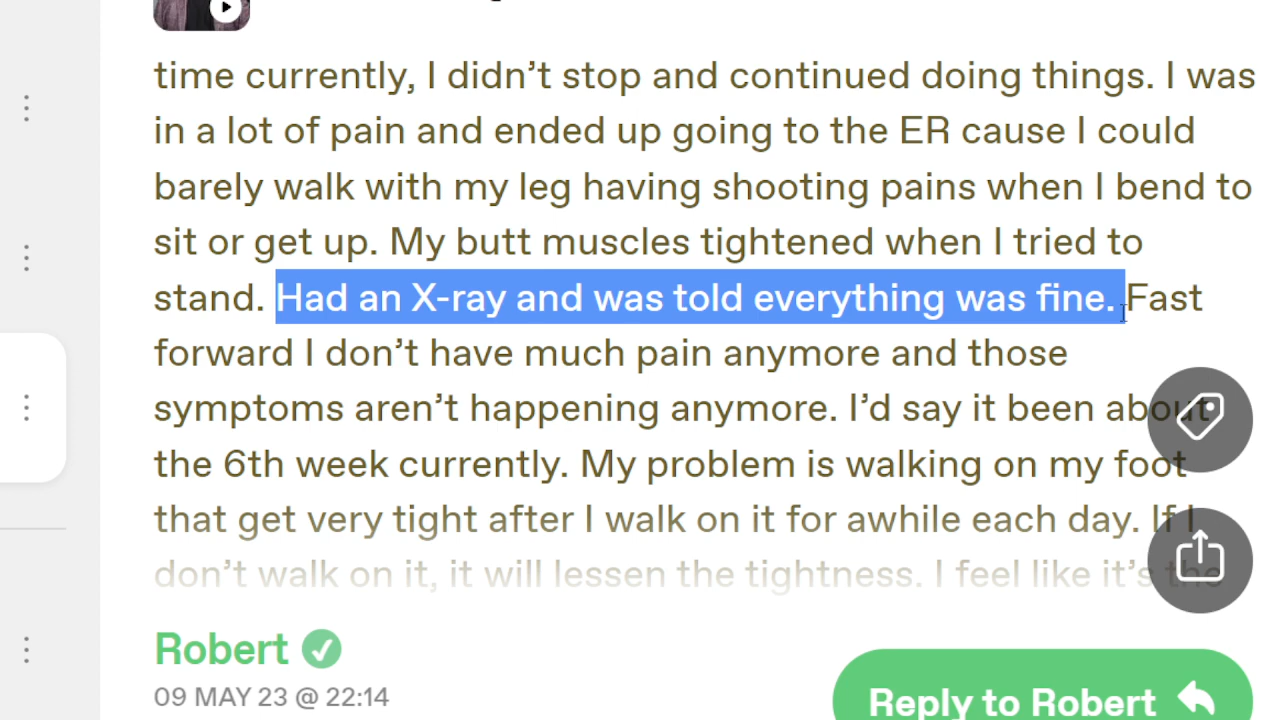 time currently, I didn't stop and continued doing things. I was
in a lot of pain and ended up going to the ER cause I could
barely walk with my leg having shooting pains when I bend to
sit or get up. My butt muscles tightened when I tried to
stand. Had an X-ray and was told everything was fine. Fast
forward I don't have much pain anymore and those
symptoms aren't happening anymore. I'd say it been about
the 6th week currently. My problem is walking on my foot
that get very tight after I walk on it for awhile each day. If I
don't walk on it, it will lessen the tightness. I feel like it's the
Robert
09 MAY 23 @ 22:14
Reply to Robert